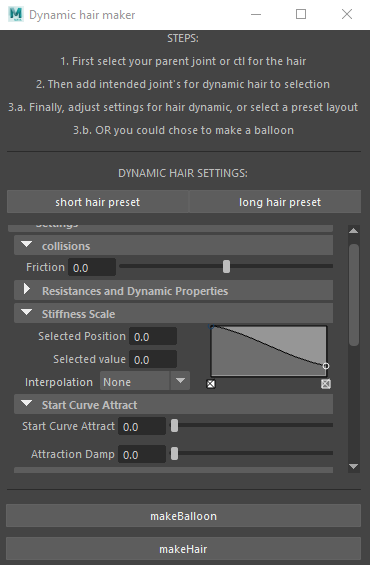 Dynamic hair maker
STEPS:
1. First select your parent joint or ctl for the hair
2. Then add intended joint's for dynamic hair to selection
3.a. Finally, adjust settings for hair dynamic, or select a preset layout
3.b. OR you could chose to make a balloon
DYNAMIC HAIR SETTINGS:
short hair preset long hair preset
Settings
collisions
Friction 0.0
Resistances and Dynamic Properties
Stiffness Scale
Selected Position 0.0
Selected value 0.0
Interpolation None
Start Curve Attract
Start Curve Attract 0.0
Attraction Damp 0.0
makeBalloon
makeHair